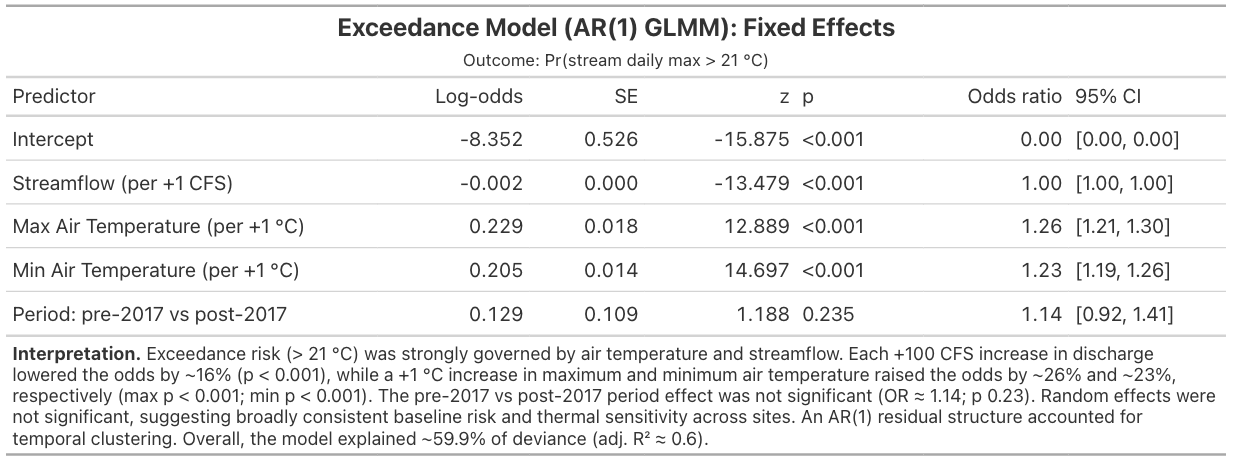 Exceedance Model (AR(1) GLMM): Fixed Effects
Outcome: Pr(stream daily max > 21 °C)
Predictor Log-odds SE z p Odds ratio 95% CI
Intercept -8.352 0.526 -15.875 <0.001 0.00 [0.00, 0.00]
Streamflow (per +1 CFS) -0.002 0.000 -13.479 <0.001 1.00 [1.00, 1.00]
Max Air Temperature (per +1 °C) 0.229 0.018 12.889 <0.001 1.26 [1.21, 1.30]
Min Air Temperature (per +1 °C) 0.205 0.014 14.697 <0.001 1.23 [1.19, 1.26]
Period: pre-2017 vs post-2017 0.129 0.109 1.188 0.235 1.14 [0.92, 1.41]
Interpretation. Exceedance risk (> 21 °C) was strongly governed by air temperature and streamflow. Each +100 CFS increase in discharge
lowered the odds by ~16% (p < 0.001), while a +1 °C increase in maximum and minimum air temperature raised the odds by ~26% and ~23%,
respectively (max p < 0.001; min p < 0.001). The pre-2017 vs post-2017 period effect was not significant (OR ≈ 1.14; p 0.23). Random effects were
not significant, suggesting broadly consistent baseline risk and thermal sensitivity across sites. An AR(1) residual structure accounted for
temporal clustering. Overall, the model explained ~59.9% of deviance (adj. R² ≈ 0.6).